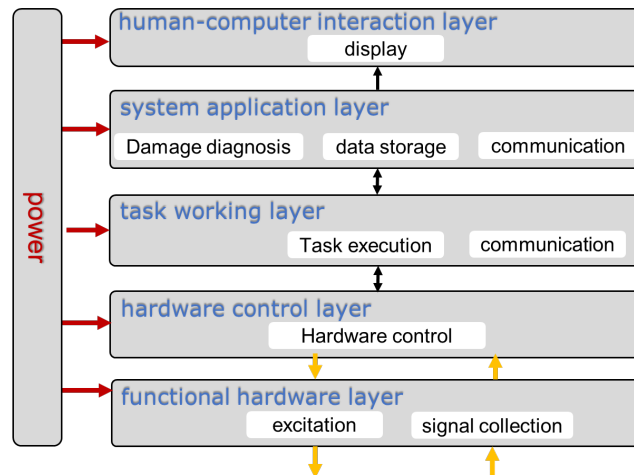 human-computer interaction layer
display
system application layer
Damage diagnosis data storage communication
power
task working layer
Task execution communication
hardware control layer
Hardware control
functional hardware layer
excitation signal collection